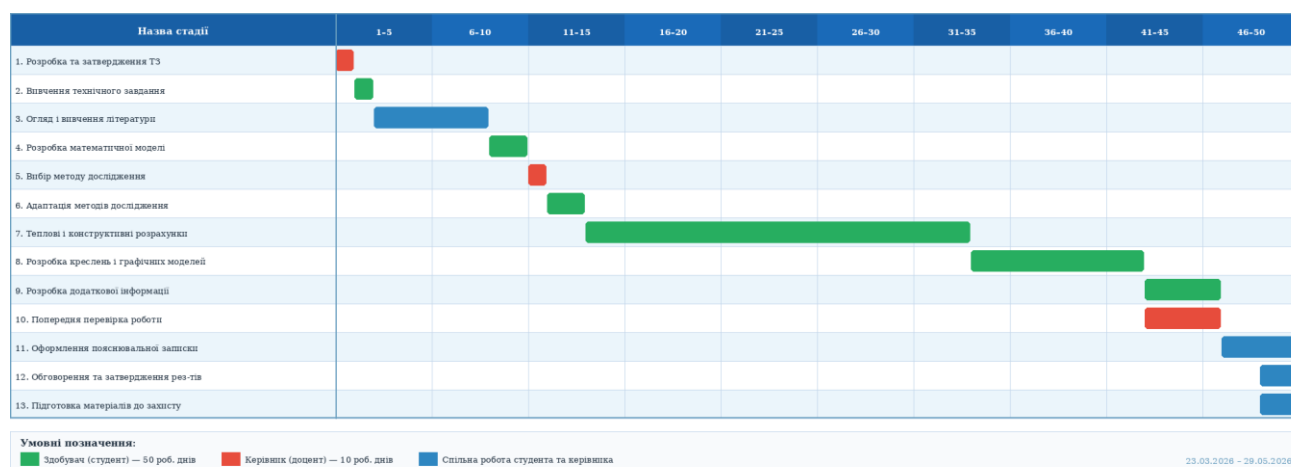 Назва стадії 1–5 6–10 11–15 16–20 21–25 26–30 31–35 36–40 41–45 46–50
1. Розробка та затвердження ТЗ
2. Вивчення технічного завдання
3. Огляд і вивчення літератури
4. Розробка математичної моделі
5. Вибір методу дослідження
6. Адаптація методів дослідження
7. Теплові і конструктивні розрахунки
8. Розробка креслень і графічних моделей
9. Розробка додаткової інформації
10. Попередня перевірка роботи
11. Оформлення пояснювальної записки
12. Обговорення та затвердження рез-тів
13. Підготовка матеріалів до захисту
Умовні позначення:
Здобувач (студент) — 50 роб. днів Керівник (доцент) — 10 роб. днів Спільна робота студента та керівника
23.03.2026 – 29.05.2026